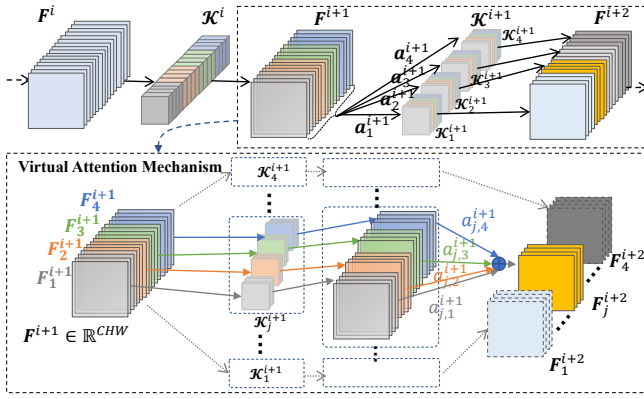 F^i
𝒦^i
F^{i+1}
𝒦^{i+1}
F^{i+2}
a_4^{i+1}
a_3^{i+1}
a_2^{i+1}
a_1^{i+1}
𝒦_4^{i+1}
𝒦_3^{i+1}
𝒦_2^{i+1}
𝒦_1^{i+1}
Virtual Attention Mechanism
𝒦_4^{i+1}
F_4^{i+1}
F_3^{i+1}
F_2^{i+1}
F_1^{i+1}
a_{j,4}^{i+1}
a_{j,3}^{i+1}
a_{j,2}^{i+1}
a_{j,1}^{i+1}
F_4^{i+2}
F_j^{i+2}
F_1^{i+2}
𝒦_j^{i+1}
F^{i+1} ∈ ℝ^{CHW}
𝒦_1^{i+1}